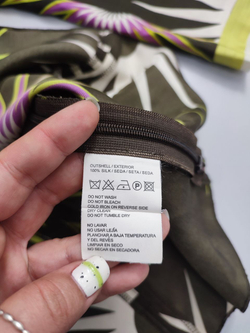 OUTSHELL / EXTERIOR
100% SILK / SEDA / SETA / SEDA
DO NOT WASH
DO NOT BLEACH
COLD IRON ON REVERSE SIDE
DRY CLEAN
DO NOT TUMBLE DRY
NO LAVAR
NO USAR LEJÍA
PLANCHAR A BAJA TEMPERATURA
Y DEL REVÉS
LIMPIAR EN SECO
NO SECAR EN SECADORA